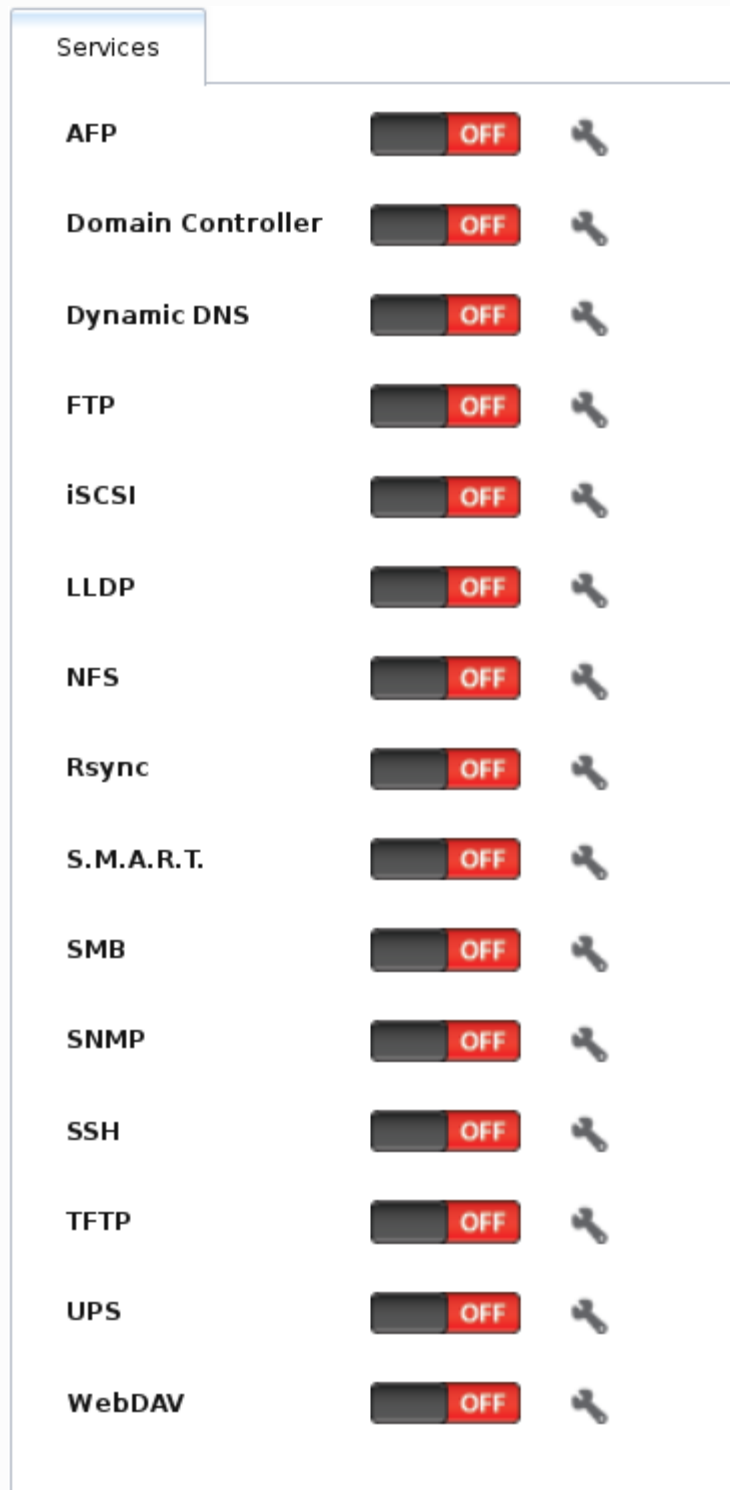 Services
AFP OFF
Domain Controller OFF
Dynamic DNS OFF
FTP OFF
iSCSI OFF
LLDP OFF
NFS OFF
Rsync OFF
S.M.A.R.T. OFF
SMB OFF
SNMP OFF
SSH OFF
TFTP OFF
UPS OFF
WebDAV OFF